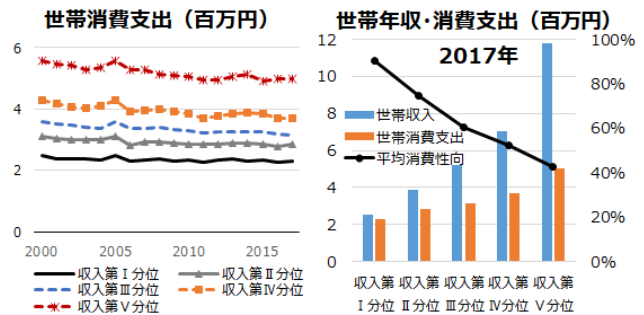 世帯消費支出（百万円）
6
4
2
0
2000 2005 2010 2015
収入第Ⅰ分位 収入第Ⅱ分位
収入第Ⅲ分位 収入第Ⅳ分位
収入第Ⅴ分位
世帯年収・消費支出（百万円）
2017年
12 100%
10 80%
8
世帯収入
60%
世帯消費支出
6
平均消費性向
4 40%
2 20%
0 0%
収入第 収入第 収入第 収入第 収入第
Ⅰ分位 Ⅱ分位 Ⅲ分位 Ⅳ分位 Ⅴ分位